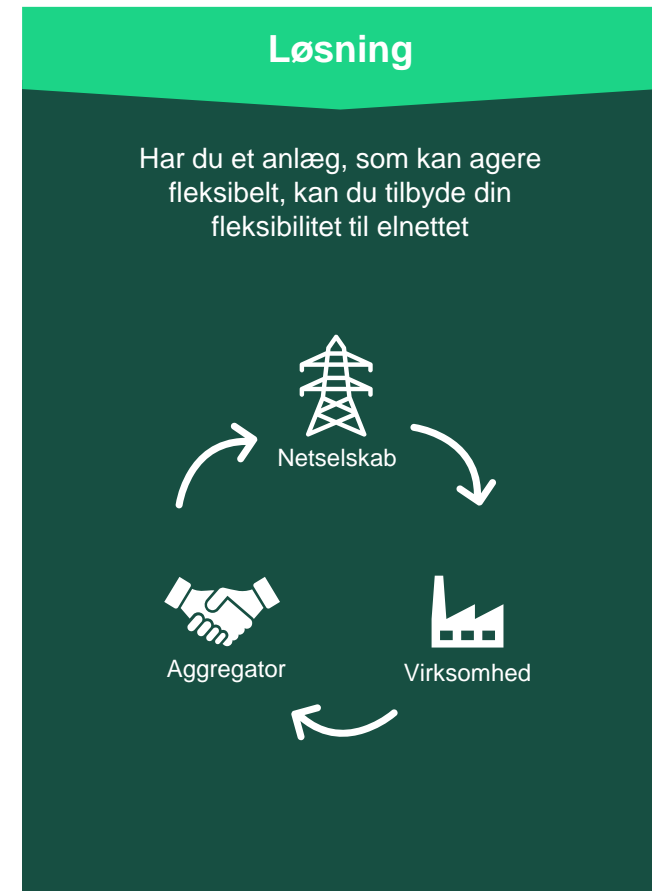 Løsning
Har du et anlæg, som kan agere
fleksibelt, kan du tilbyde din
fleksibilitet til elnettet
Netselskab
Aggregator
Virksomhed